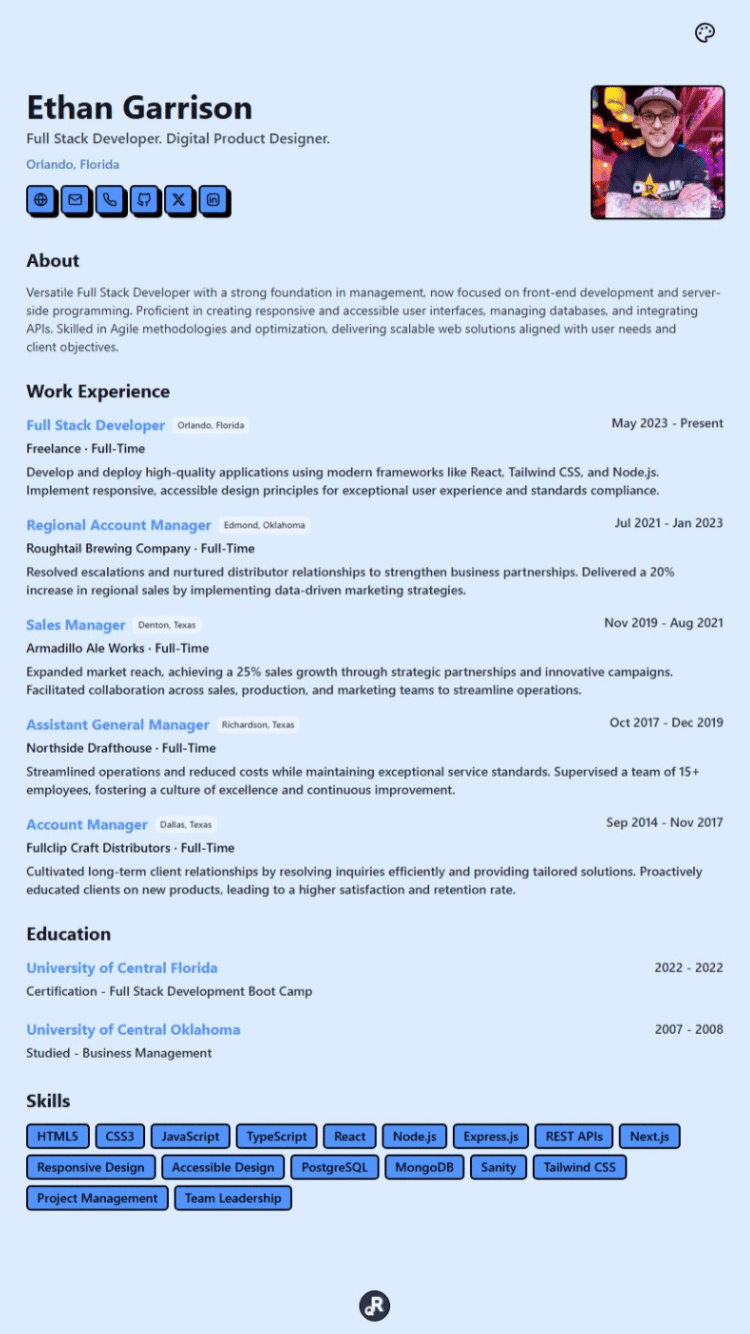 Ethan Garrison
Full Stack Developer. Digital Product Designer.
Orlando, Florida
About
Versatile Full Stack Developer with a strong foundation in management, now focused on front-end development and server-
side programming. Proficient in creating responsive and accessible user interfaces, managing databases, and integrating
APIs. Skilled in Agile methodologies and optimization, delivering scalable web solutions aligned with user needs and
client objectives.
Work Experience
Full Stack Developer Orlando, Florida May 2023 - Present
Freelance · Full-Time
Develop and deploy high-quality applications using modern frameworks like React, Tailwind CSS, and Node.js.
Implement responsive, accessible design principles for exceptional user experience and standards compliance.
Regional Account Manager Edmond, Oklahoma Jul 2021 - Jan 2023
Roughtail Brewing Company · Full-Time
Resolved escalations and nurtured distributor relationships to strengthen business partnerships. Delivered a 20%
increase in regional sales by implementing data-driven marketing strategies.
Sales Manager Denton, Texas Nov 2019 - Aug 2021
Armadillo Ale Works · Full-Time
Expanded market reach, achieving a 25% sales growth through strategic partnerships and innovative campaigns.
Facilitated collaboration across sales, production, and marketing teams to streamline operations.
Assistant General Manager Richardson, Texas Oct 2017 - Dec 2019
Northside Drafthouse · Full-Time
Streamlined operations and reduced costs while maintaining exceptional service standards. Supervised a team of 15+
employees, fostering a culture of excellence and continuous improvement.
Account Manager Dallas, Texas Sep 2014 - Nov 2017
Fullclip Craft Distributors · Full-Time
Cultivated long-term client relationships by resolving inquiries efficiently and providing tailored solutions. Proactively
educated clients on new products, leading to a higher satisfaction and retention rate.
Education
University of Central Florida 2022 - 2022
Certification - Full Stack Development Boot Camp
University of Central Oklahoma 2007 - 2008
Studied - Business Management
Skills
HTML5 CSS3 JavaScript TypeScript React Node.js Express.js REST APIs Next.js
Responsive Design Accessible Design PostgreSQL MongoDB Sanity Tailwind CSS
Project Management Team Leadership